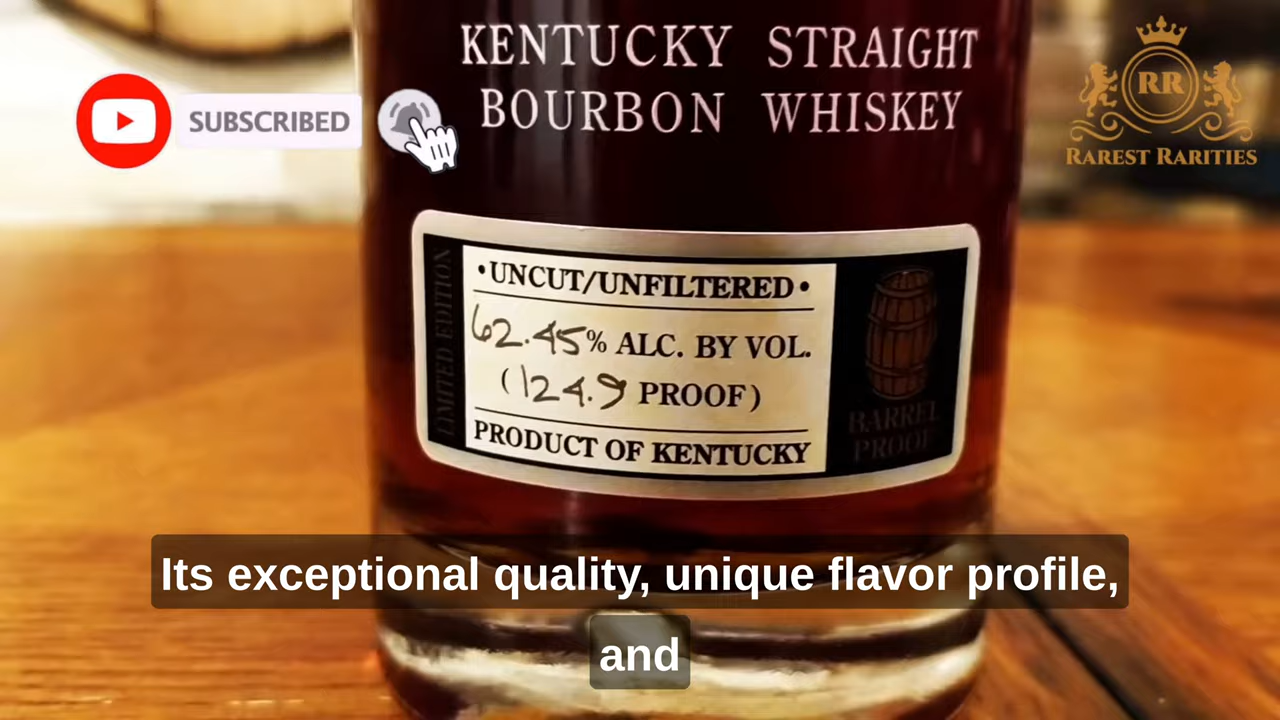 KENTUCKY STRAIGHT
BOURBON WHISKEY
SUBSCRIBED
RR
RAREST RARITIES
LIMITED EDITION
•UNCUT/UNFILTERED•
62.45% ALC. BY VOL.
(124.9 PROOF)
PRODUCT OF KENTUCKY
BARREL
PROOF
Its exceptional quality, unique flavor profile,
and